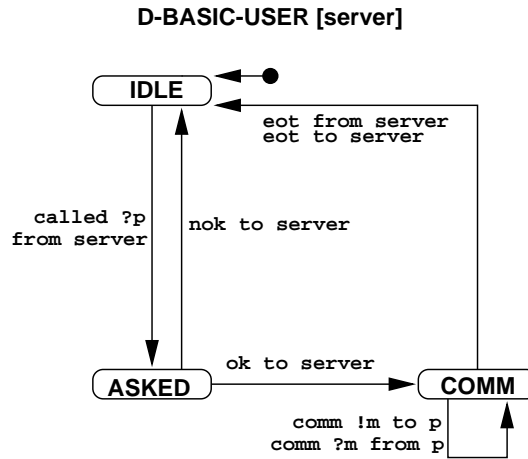 D-BASIC-USER [server]
IDLE
eot from server
eot to server
called ?p
from server
nok to server
ok to server
ASKED
COMM
comm !m to p
comm ?m from p